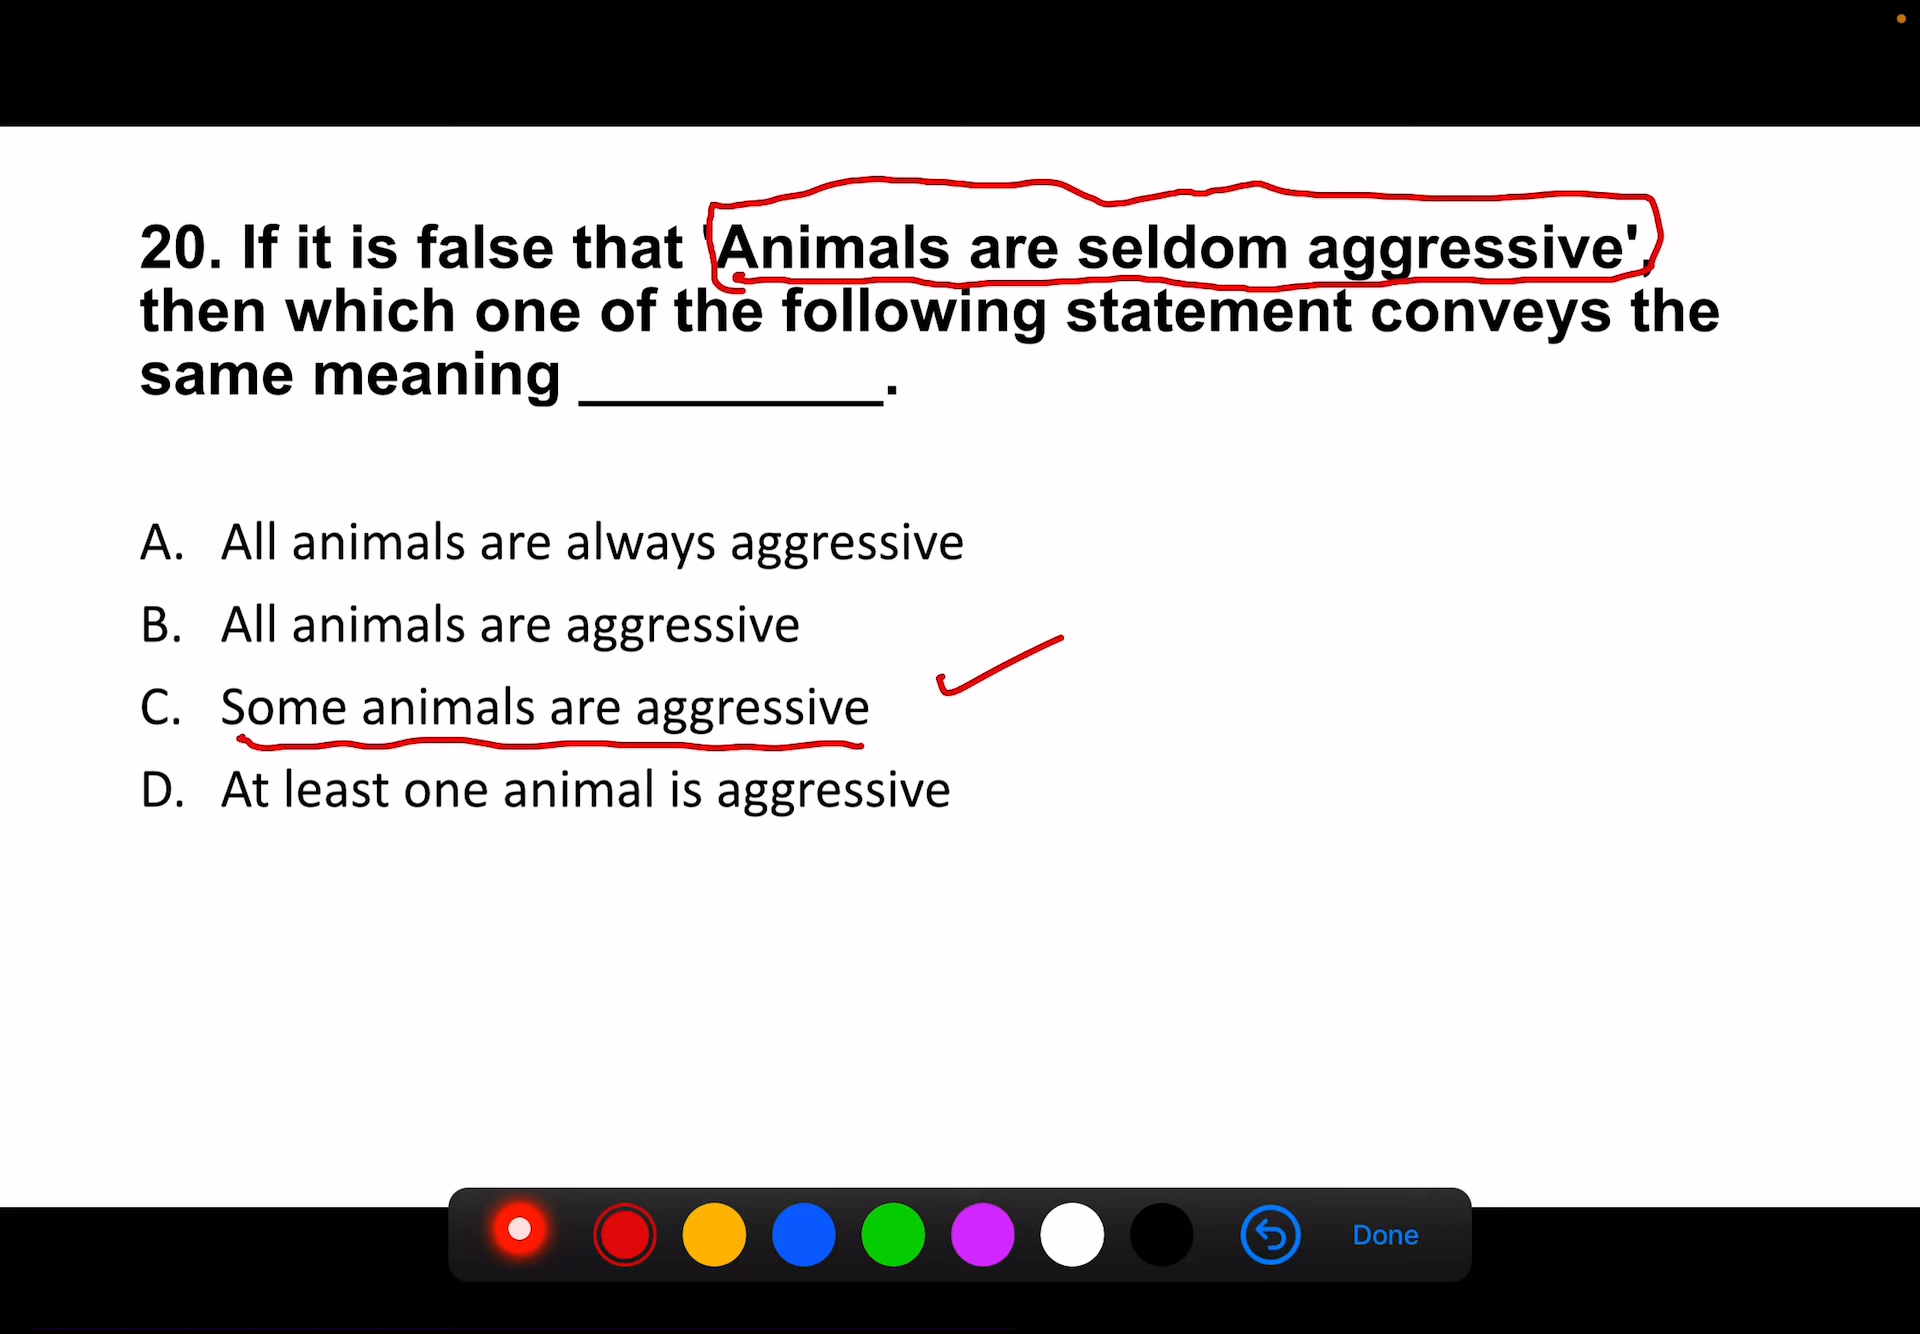 20. If it is false that 'Animals are seldom aggressive',
then which one of the following statement conveys the
same meaning __________.
A. All animals are always aggressive
B. All animals are aggressive
C. Some animals are aggressive
D. At least one animal is aggressive
Done